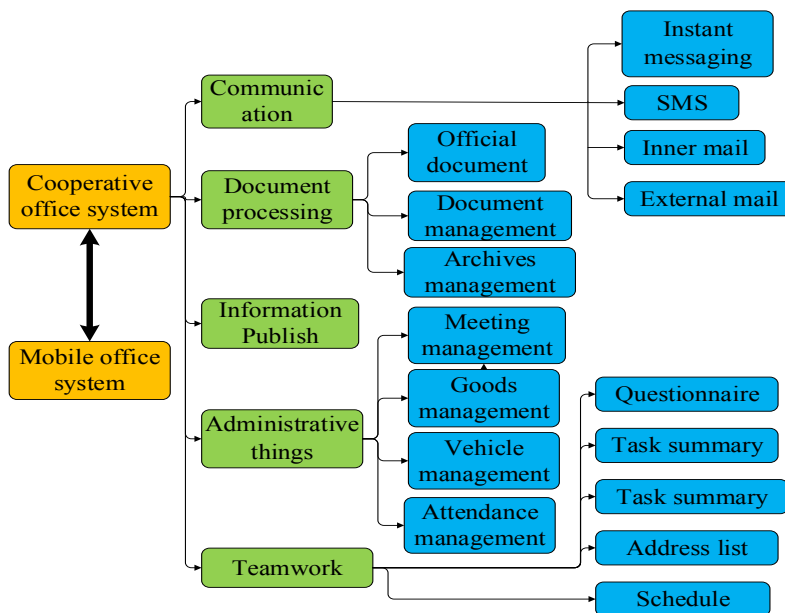 Instant
messaging
Communic
ation
SMS
Official
document
Inner mail
Cooperative
office system
Document
processing
External mail
Document
management
Archives
management
Information
Publish
Meeting
management
Mobile office
system
Goods
management
Questionnaire
Administrative
things
Vehicle
management
Task summary
Task summary
Attendance
management
Address list
Teamwork
Schedule